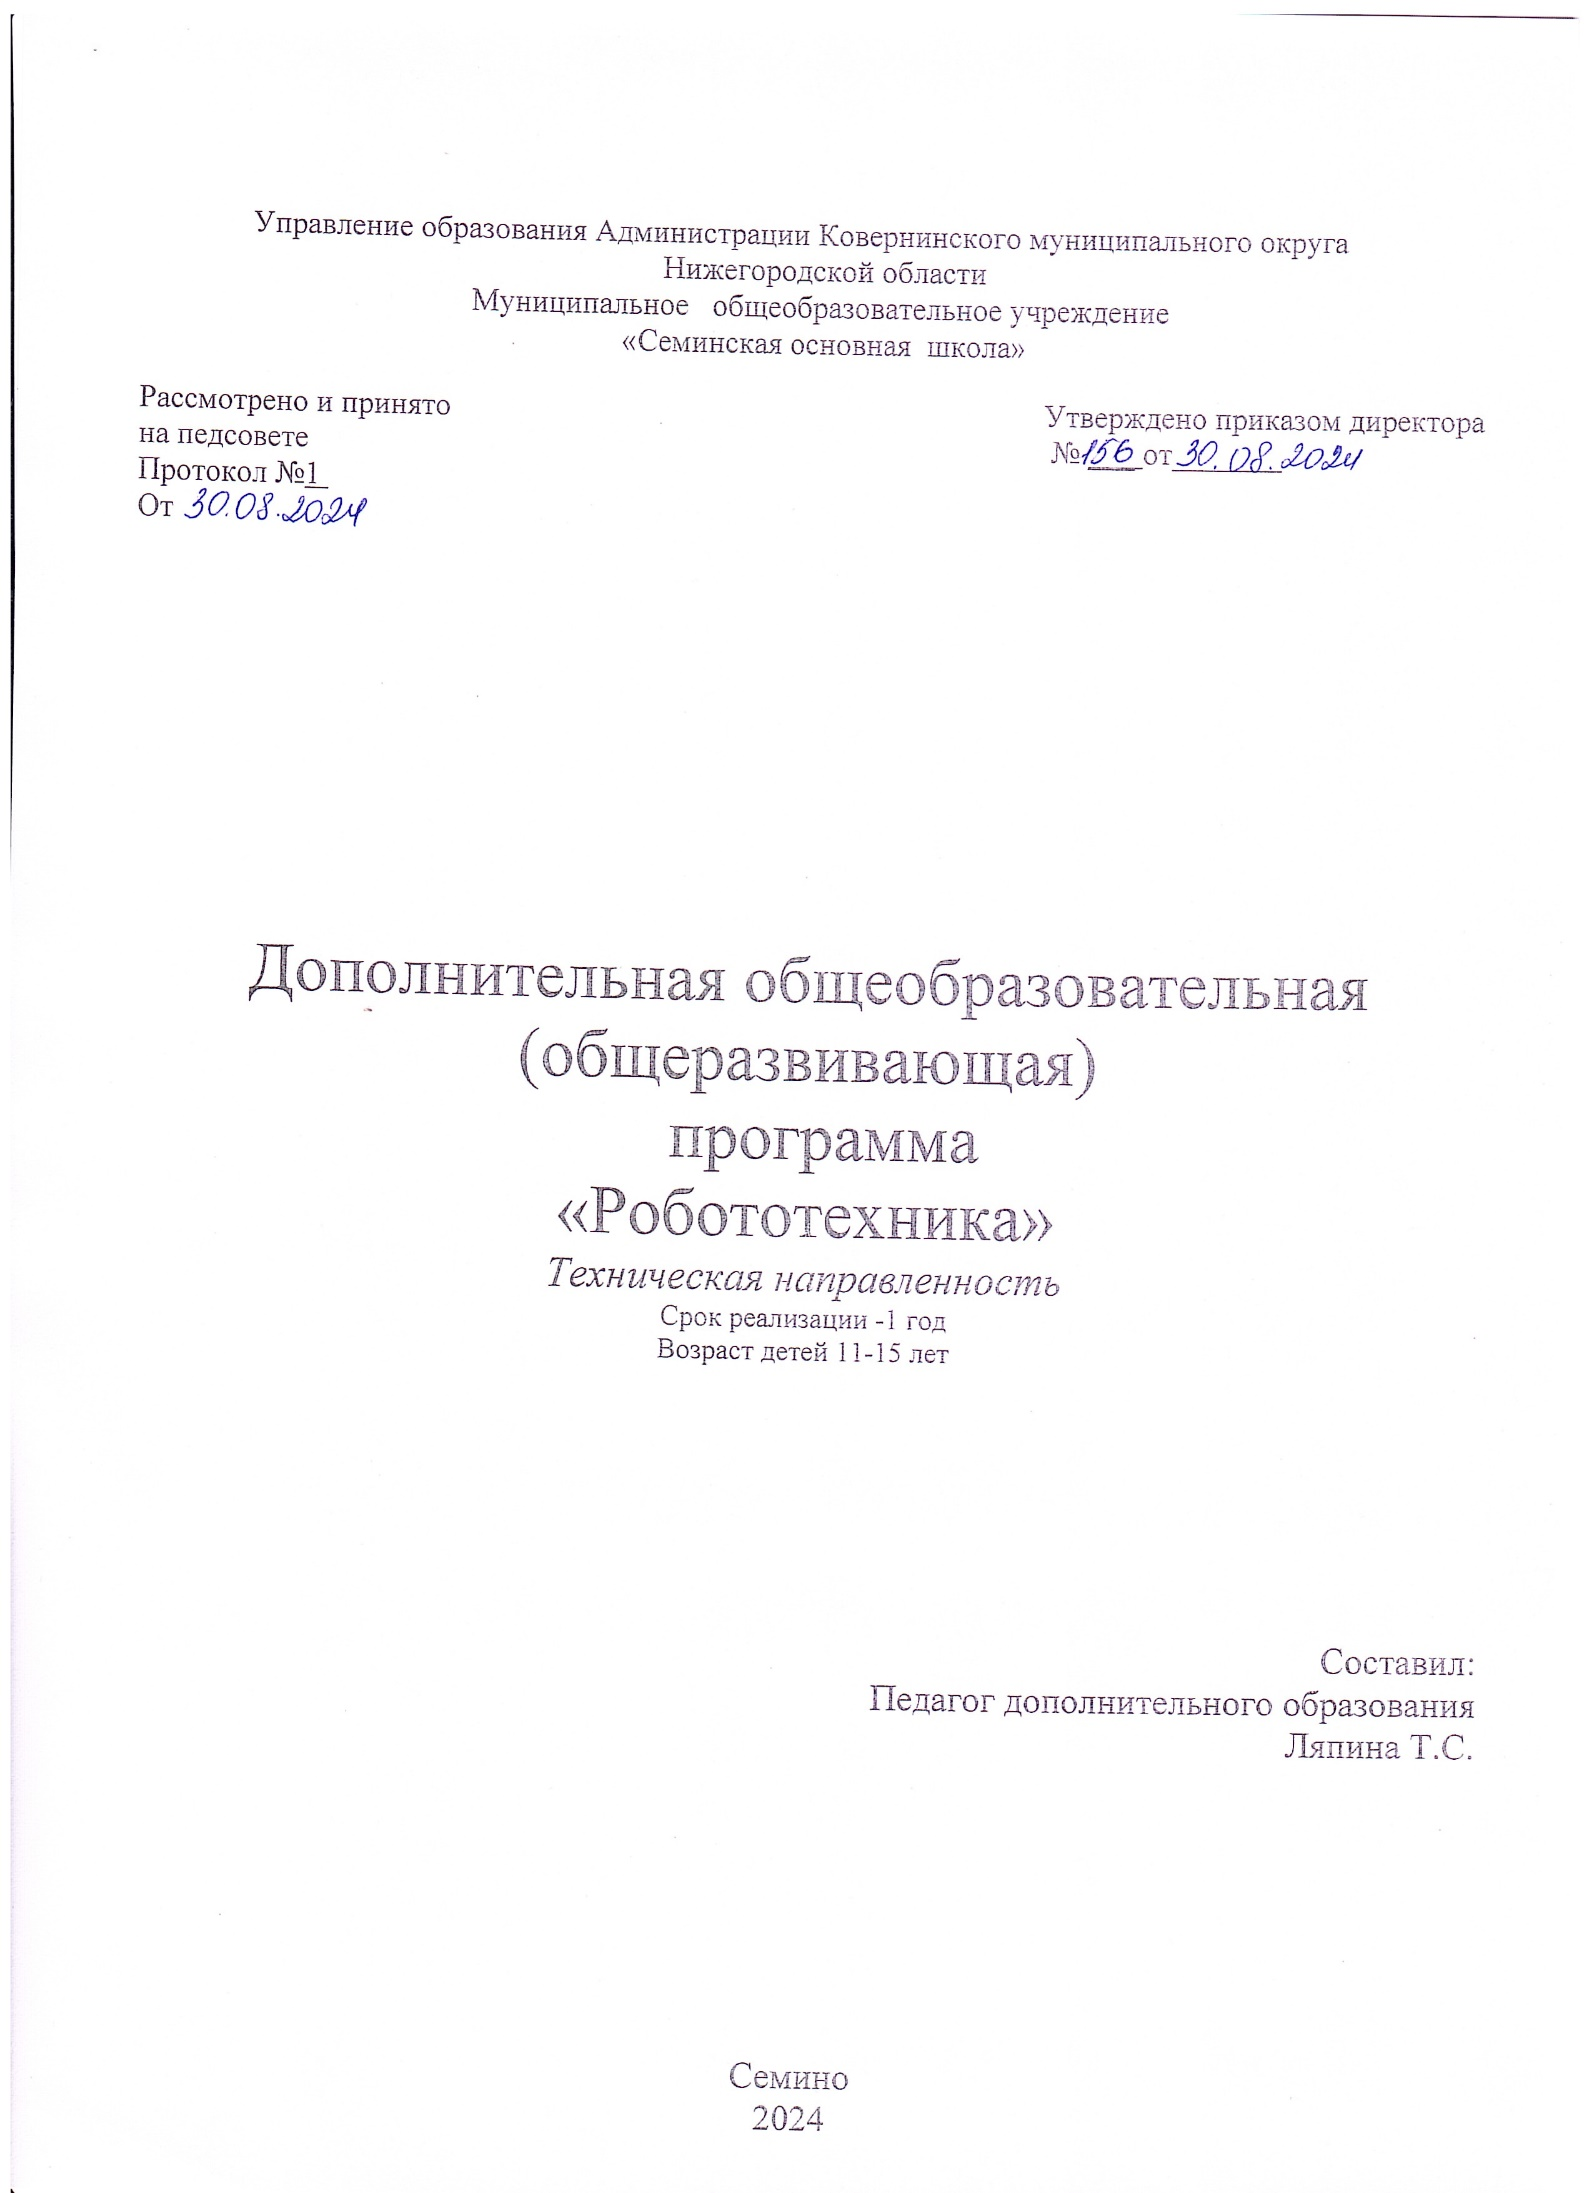 Управление образования Администрации Ковернинского муниципального округа
Нижегородской области
Муниципальное общеобразовательное учреждение
«Семинская основная школа»
Рассмотрено и принято
на педсовете
Протокол №1
От 30.08.2024
Утверждено приказом директора
№156 от 30.08.2024
Дополнительная общеобразовательная
(общеразвивающая)
программа
«Робототехника»
Техническая направленность
Срок реализации -1 год
Возраст детей 11-15 лет
Составил:
Педагог дополнительного образования
Ляпина Т.С.
Семино
2024